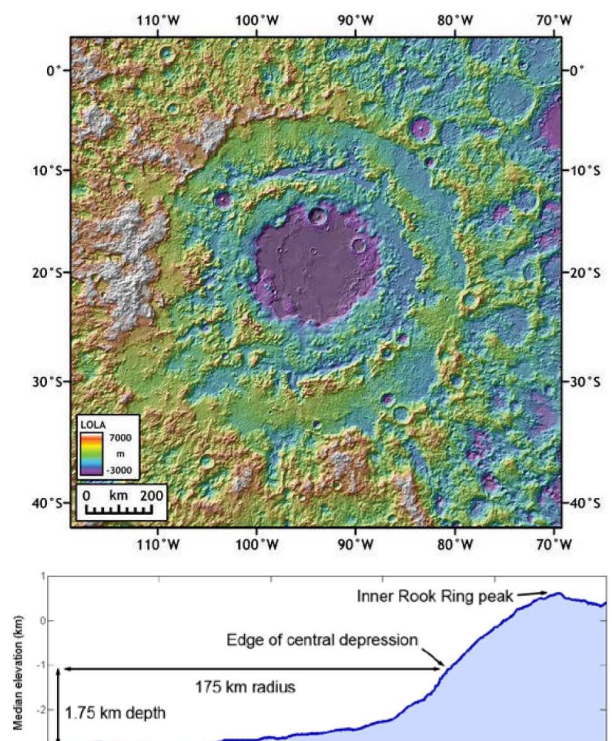 110°W 100°W 90°W 80°W 70°W
0° 0°
10°S 10°S
20°S 20°S
30°S 30°S
40°S 40°S
LOLA
7000
m
-3000
0 km 200
110°W 100°W 90°W 80°W 70°W
1
Inner Rook Ring peak
0
Edge of central depression
-1
175 km radius
1.75 km depth
-2
Median elevation (km)